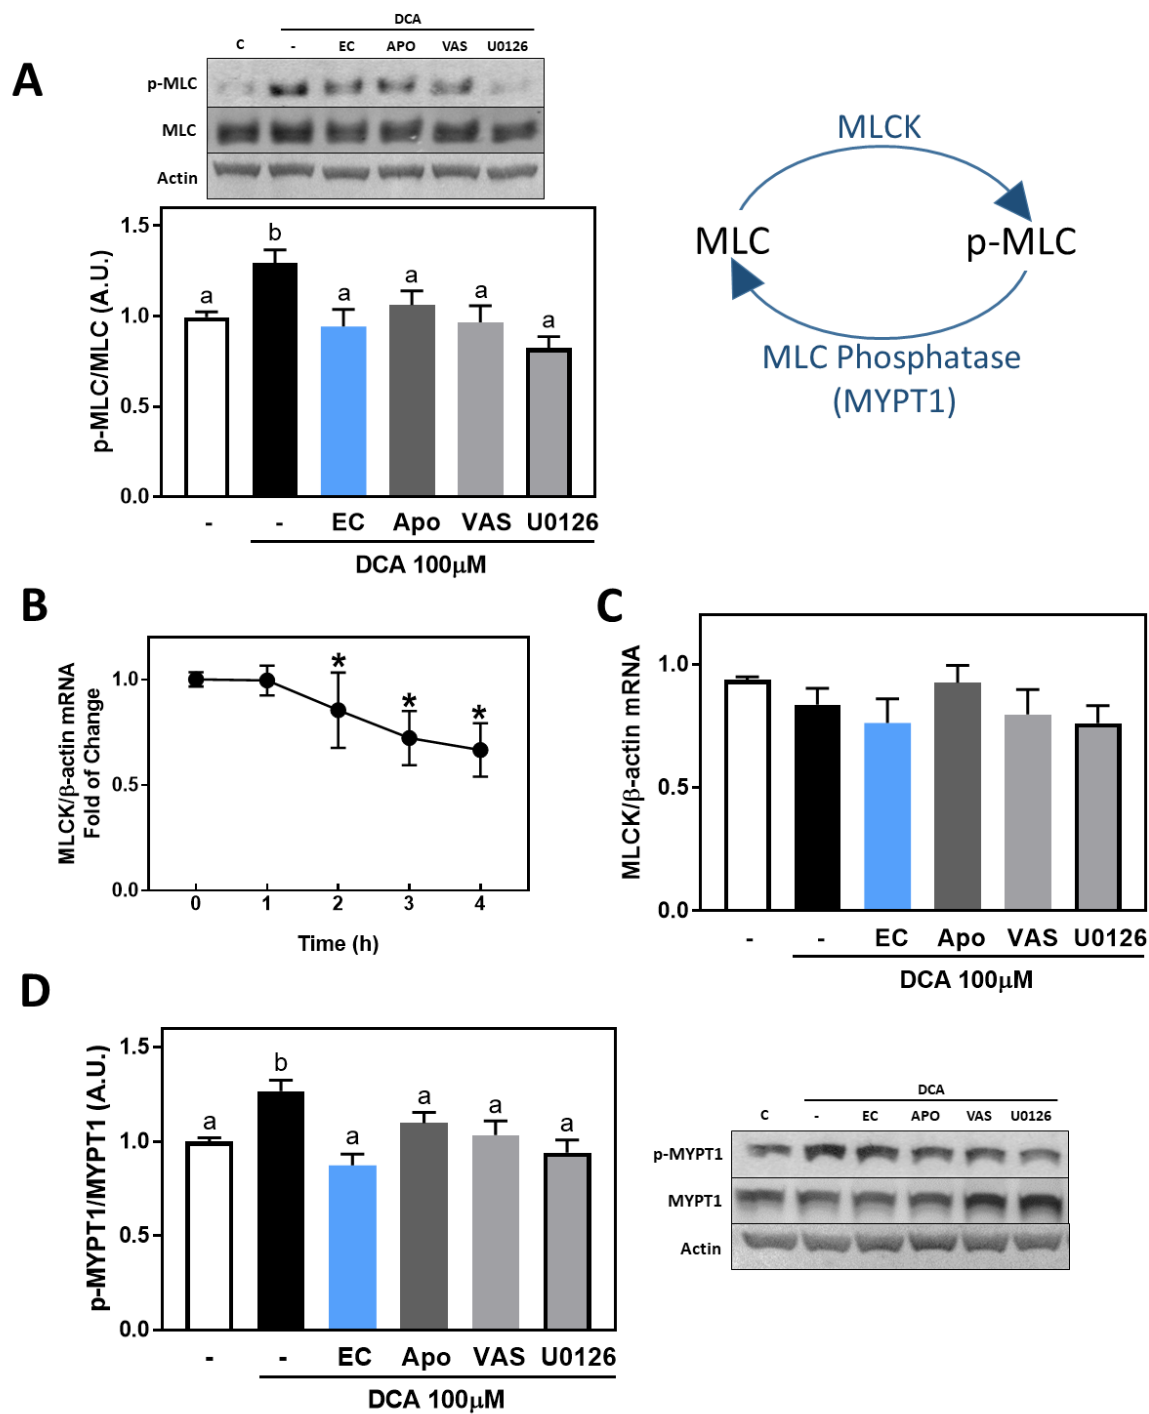 A
DCA
C - EC APO VAS U0126
p-MLC
MLC
Actin
p-MLC/MLC (A.U.)
1.5
1.0
0.5
0.0
a b a a a a
- - EC Apo VAS U0126
DCA 100μM
MLCK
MLC p-MLC
MLC Phosphatase
(MYPT1)
B
MLCK/β-actin mRNA
Fold of Change
1.0
0.5
0.0
* * *
0 1 2 3 4
Time (h)
C
MLCK/β-actin mRNA
1.0
0.5
0.0
- - EC Apo VAS U0126
DCA 100μM
D
p-MYPT1/MYPT1 (A.U.)
1.5
1.0
0.5
0.0
a b a a a a
- - EC Apo VAS U0126
DCA 100μM
DCA
C - EC APO VAS U0126
p-MYPT1
MYPT1
Actin